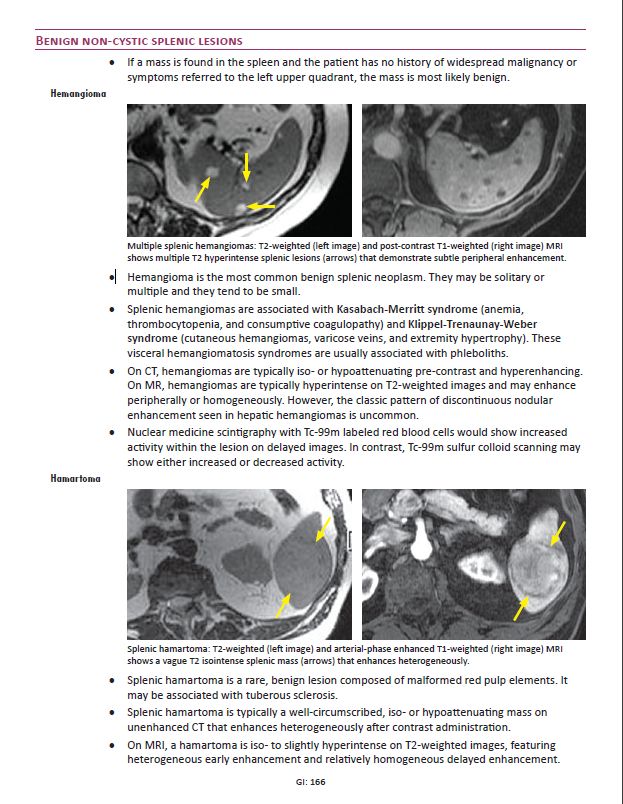 BENIGN NON-CYSTIC SPLENIC LESIONS
• If a mass is found in the spleen and the patient has no history of widespread malignancy or
symptoms referred to the left upper quadrant, the mass is most likely benign.
Hemangioma
Multiple splenic hemangiomas: T2-weighted (left image) and post-contrast T1-weighted (right image) MRI
shows multiple T2 hyperintense splenic lesions (arrows) that demonstrate subtle peripheral enhancement.
• Hemangioma is the most common benign splenic neoplasm. They may be solitary or
multiple and they tend to be small.
• Splenic hemangiomas are associated with Kasabach-Merritt syndrome (anemia,
thrombocytopenia, and consumptive coagulopathy) and Klippel-Trenaunay-Weber
syndrome (cutaneous hemangiomas, varicose veins, and extremity hypertrophy). These
visceral hemangiomatosis syndromes are usually associated with phleboliths.
• On CT, hemangiomas are typically iso- or hypoattenuating pre-contrast and hyperenhancing.
On MR, hemangiomas are typically hyperintense on T2-weighted images and may enhance
peripherally or homogeneously. However, the classic pattern of discontinuous nodular
enhancement seen in hepatic hemangiomas is uncommon.
• Nuclear medicine scintigraphy with Tc-99m labeled red blood cells would show increased
activity within the lesion on delayed images. In contrast, Tc-99m sulfur colloid scanning may
show either increased or decreased activity.
Hamartoma
Splenic hamartoma: T2-weighted (left image) and arterial-phase enhanced T1-weighted (right image) MRI
shows a vague T2 isointense splenic mass (arrows) that enhances heterogeneously.
• Splenic hamartoma is a rare, benign lesion composed of malformed red pulp elements. It
may be associated with tuberous sclerosis.
• Splenic hamartoma is typically a well-circumscribed, iso- or hypoattenuating mass on
unenhanced CT that enhances heterogeneously after contrast administration.
• On MRI, a hamartoma is iso- to slightly hyperintense on T2-weighted images, featuring
heterogeneous early enhancement and relatively homogeneous delayed enhancement.
GI: 166